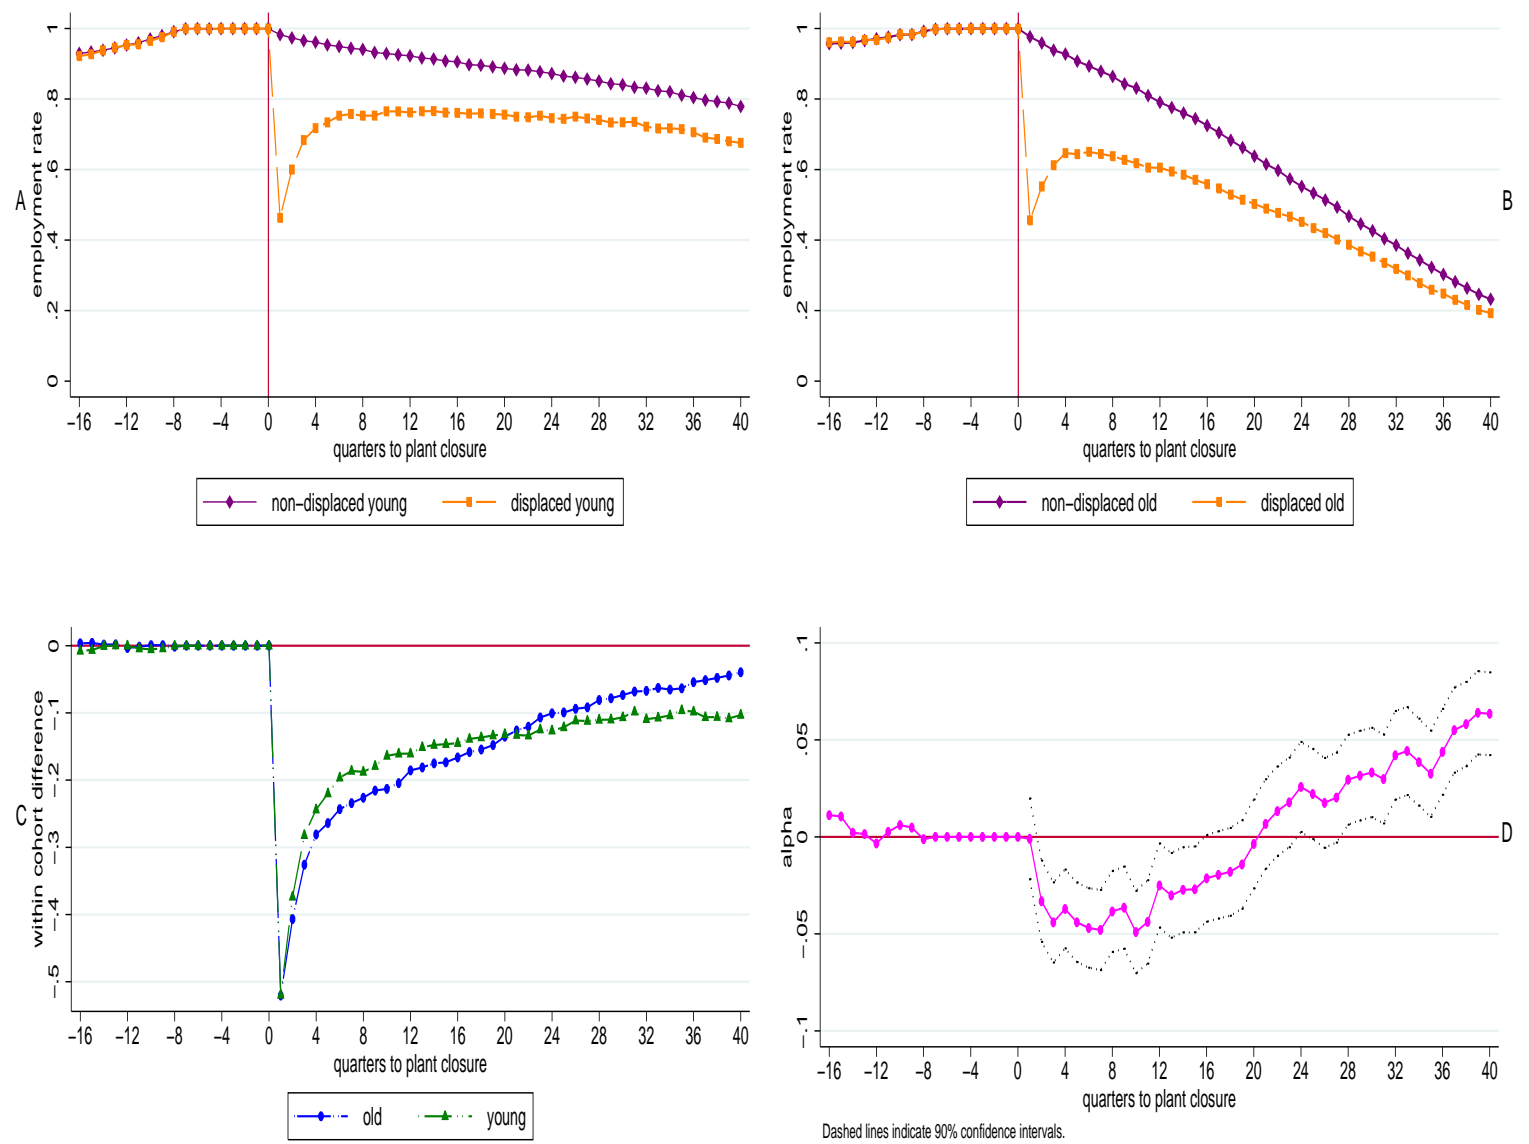 A
employment rate
0 .2 .4 .6 .8 1
−16 −12 −8 −4 0 4 8 12 16 20 24 28 32 36 40
quarters to plant closure
non−displaced young displaced young
B
employment rate
0 .2 .4 .6 .8 1
−16 −12 −8 −4 0 4 8 12 16 20 24 28 32 36 40
quarters to plant closure
non−displaced old displaced old
C
within cohort difference
−.5 −.4 −.3 −.2 −.1 0
−16 −12 −8 −4 0 4 8 12 16 20 24 28 32 36 40
quarters to plant closure
old young
D
alpha
−.1 −.05 0 .05 .1
−16 −12 −8 −4 0 4 8 12 16 20 24 28 32 36 40
quarters to plant closure
Dashed lines indicate 90% confidence intervals.